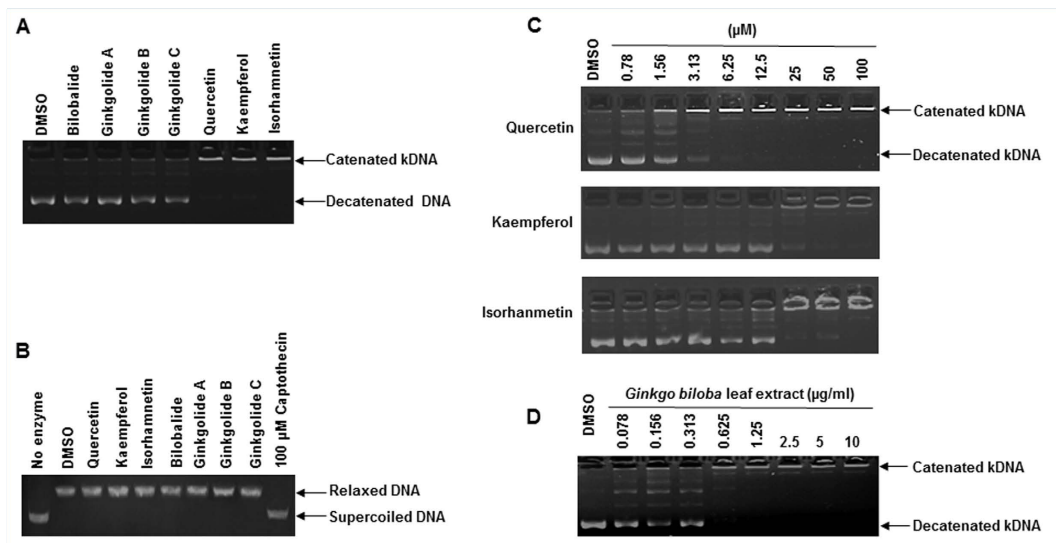 A
DMSO
Bilobalide
Ginkgolide A
Ginkgolide B
Ginkgolide C
Quercetin
Kaempferol
Isorhamnetin
Catenated kDNA
Decatenated DNA
B
No enzyme
DMSO
Quercetin
Kaempferol
Isorhamnetin
Bilobalide
Ginkgolide A
Ginkgolide B
Ginkgolide C
100 µM Captothecin
Relaxed DNA
Supercoiled DNA
C
(µM)
DMSO
0.78
1.56
3.13
6.25
12.5
25
50
100
Quercetin
Catenated kDNA
Decatenated kDNA
Kaempferol
Isorhanmetin
D
Ginkgo biloba leaf extract (µg/ml)
DMSO
0.078
0.156
0.313
0.625
1.25
2.5
5
10
Catenated kDNA
Decatenated kDNA